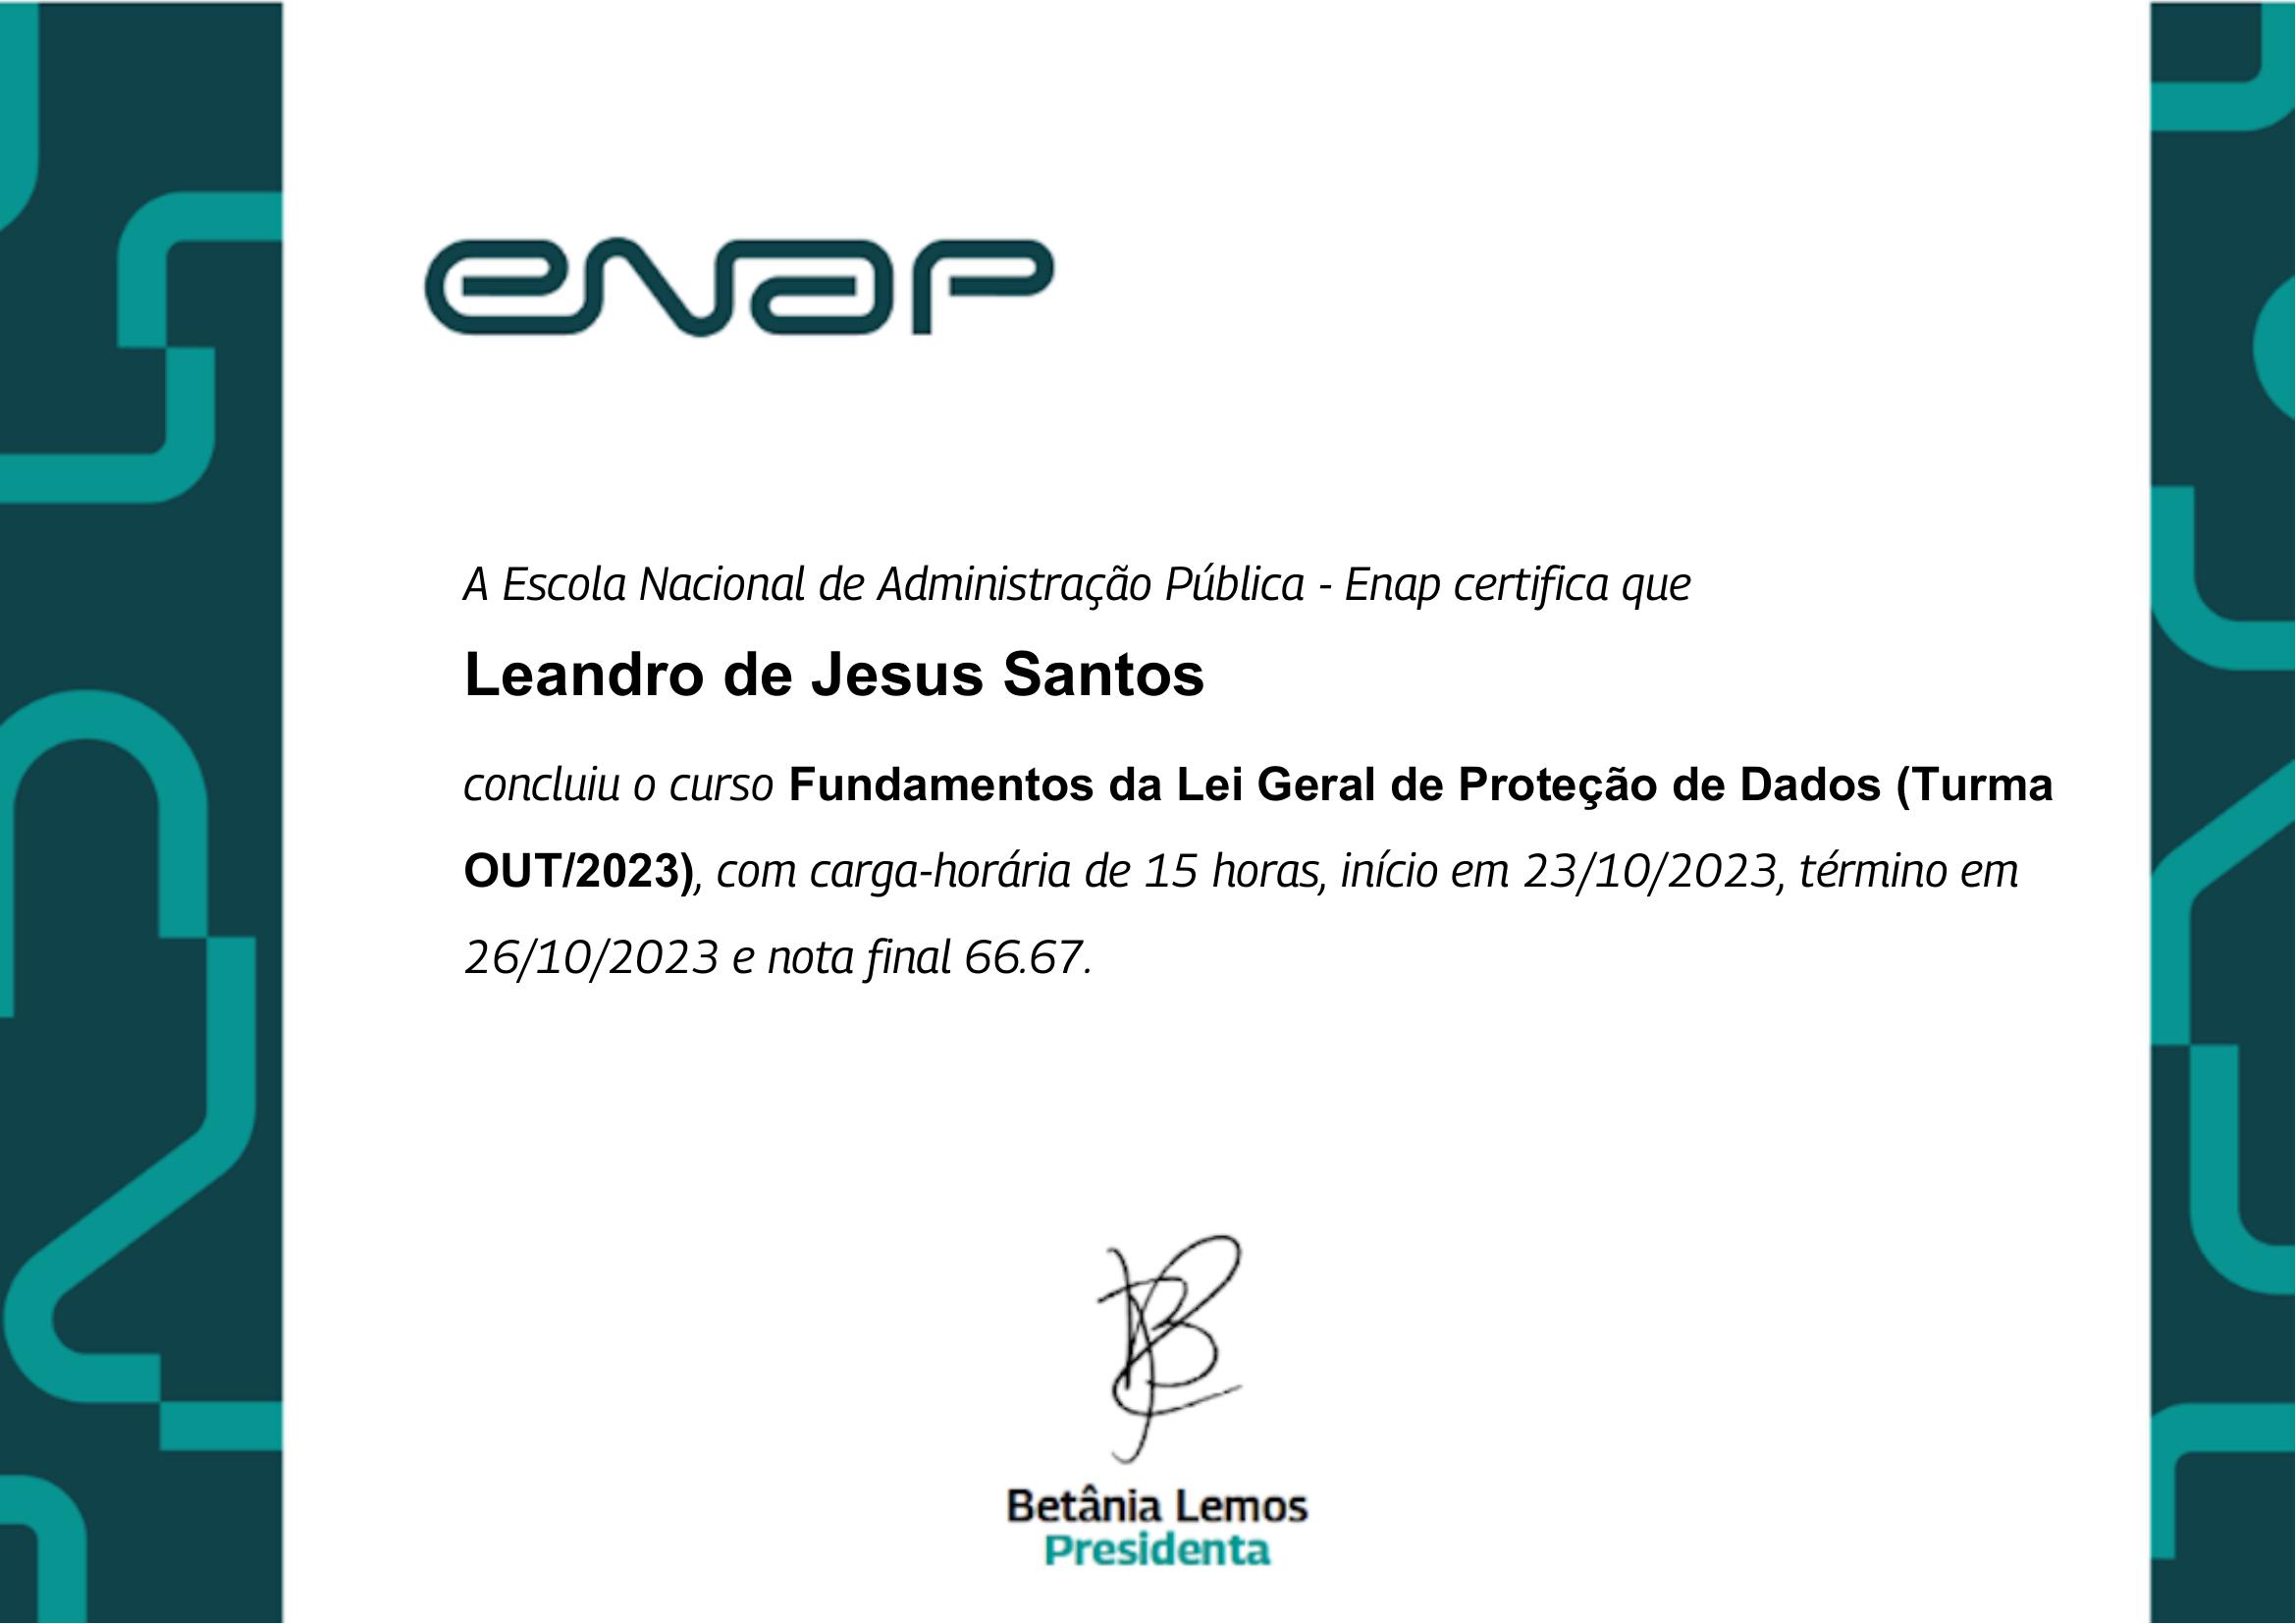 enap
A Escola Nacional de Administração Pública - Enap certifica que
Leandro de Jesus Santos
concluiu o curso Fundamentos da Lei Geral de Proteção de Dados (Turma
OUT/2023), com carga-horária de 15 horas, início em 23/10/2023, término em
26/10/2023 e nota final 66.67.
Betânia Lemos
Presidenta